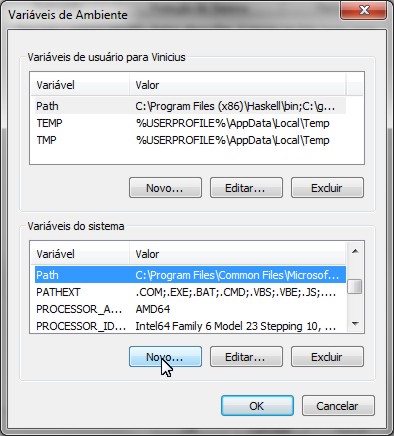 Variáveis de Ambiente
Variáveis de usuário para Vinicius
Variável Valor
Path C:\Program Files (x86)\Haskell\bin;C:\g...
TEMP %USERPROFILE%\AppData\Local\Temp
TMP %USERPROFILE%\AppData\Local\Temp
Novo... Editar... Excluir
Variáveis do sistema
Variável Valor
Path C:\Program Files\Common Files\Microsof...
PATHEXT .COM;.EXE;.BAT;.CMD;.VBS;.VBE;.JS;....
PROCESSOR_A... AMD64
PROCESSOR_ID... Intel64 Family 6 Model 23 Stepping 10, ...
Novo... Editar... Excluir
OK Cancelar